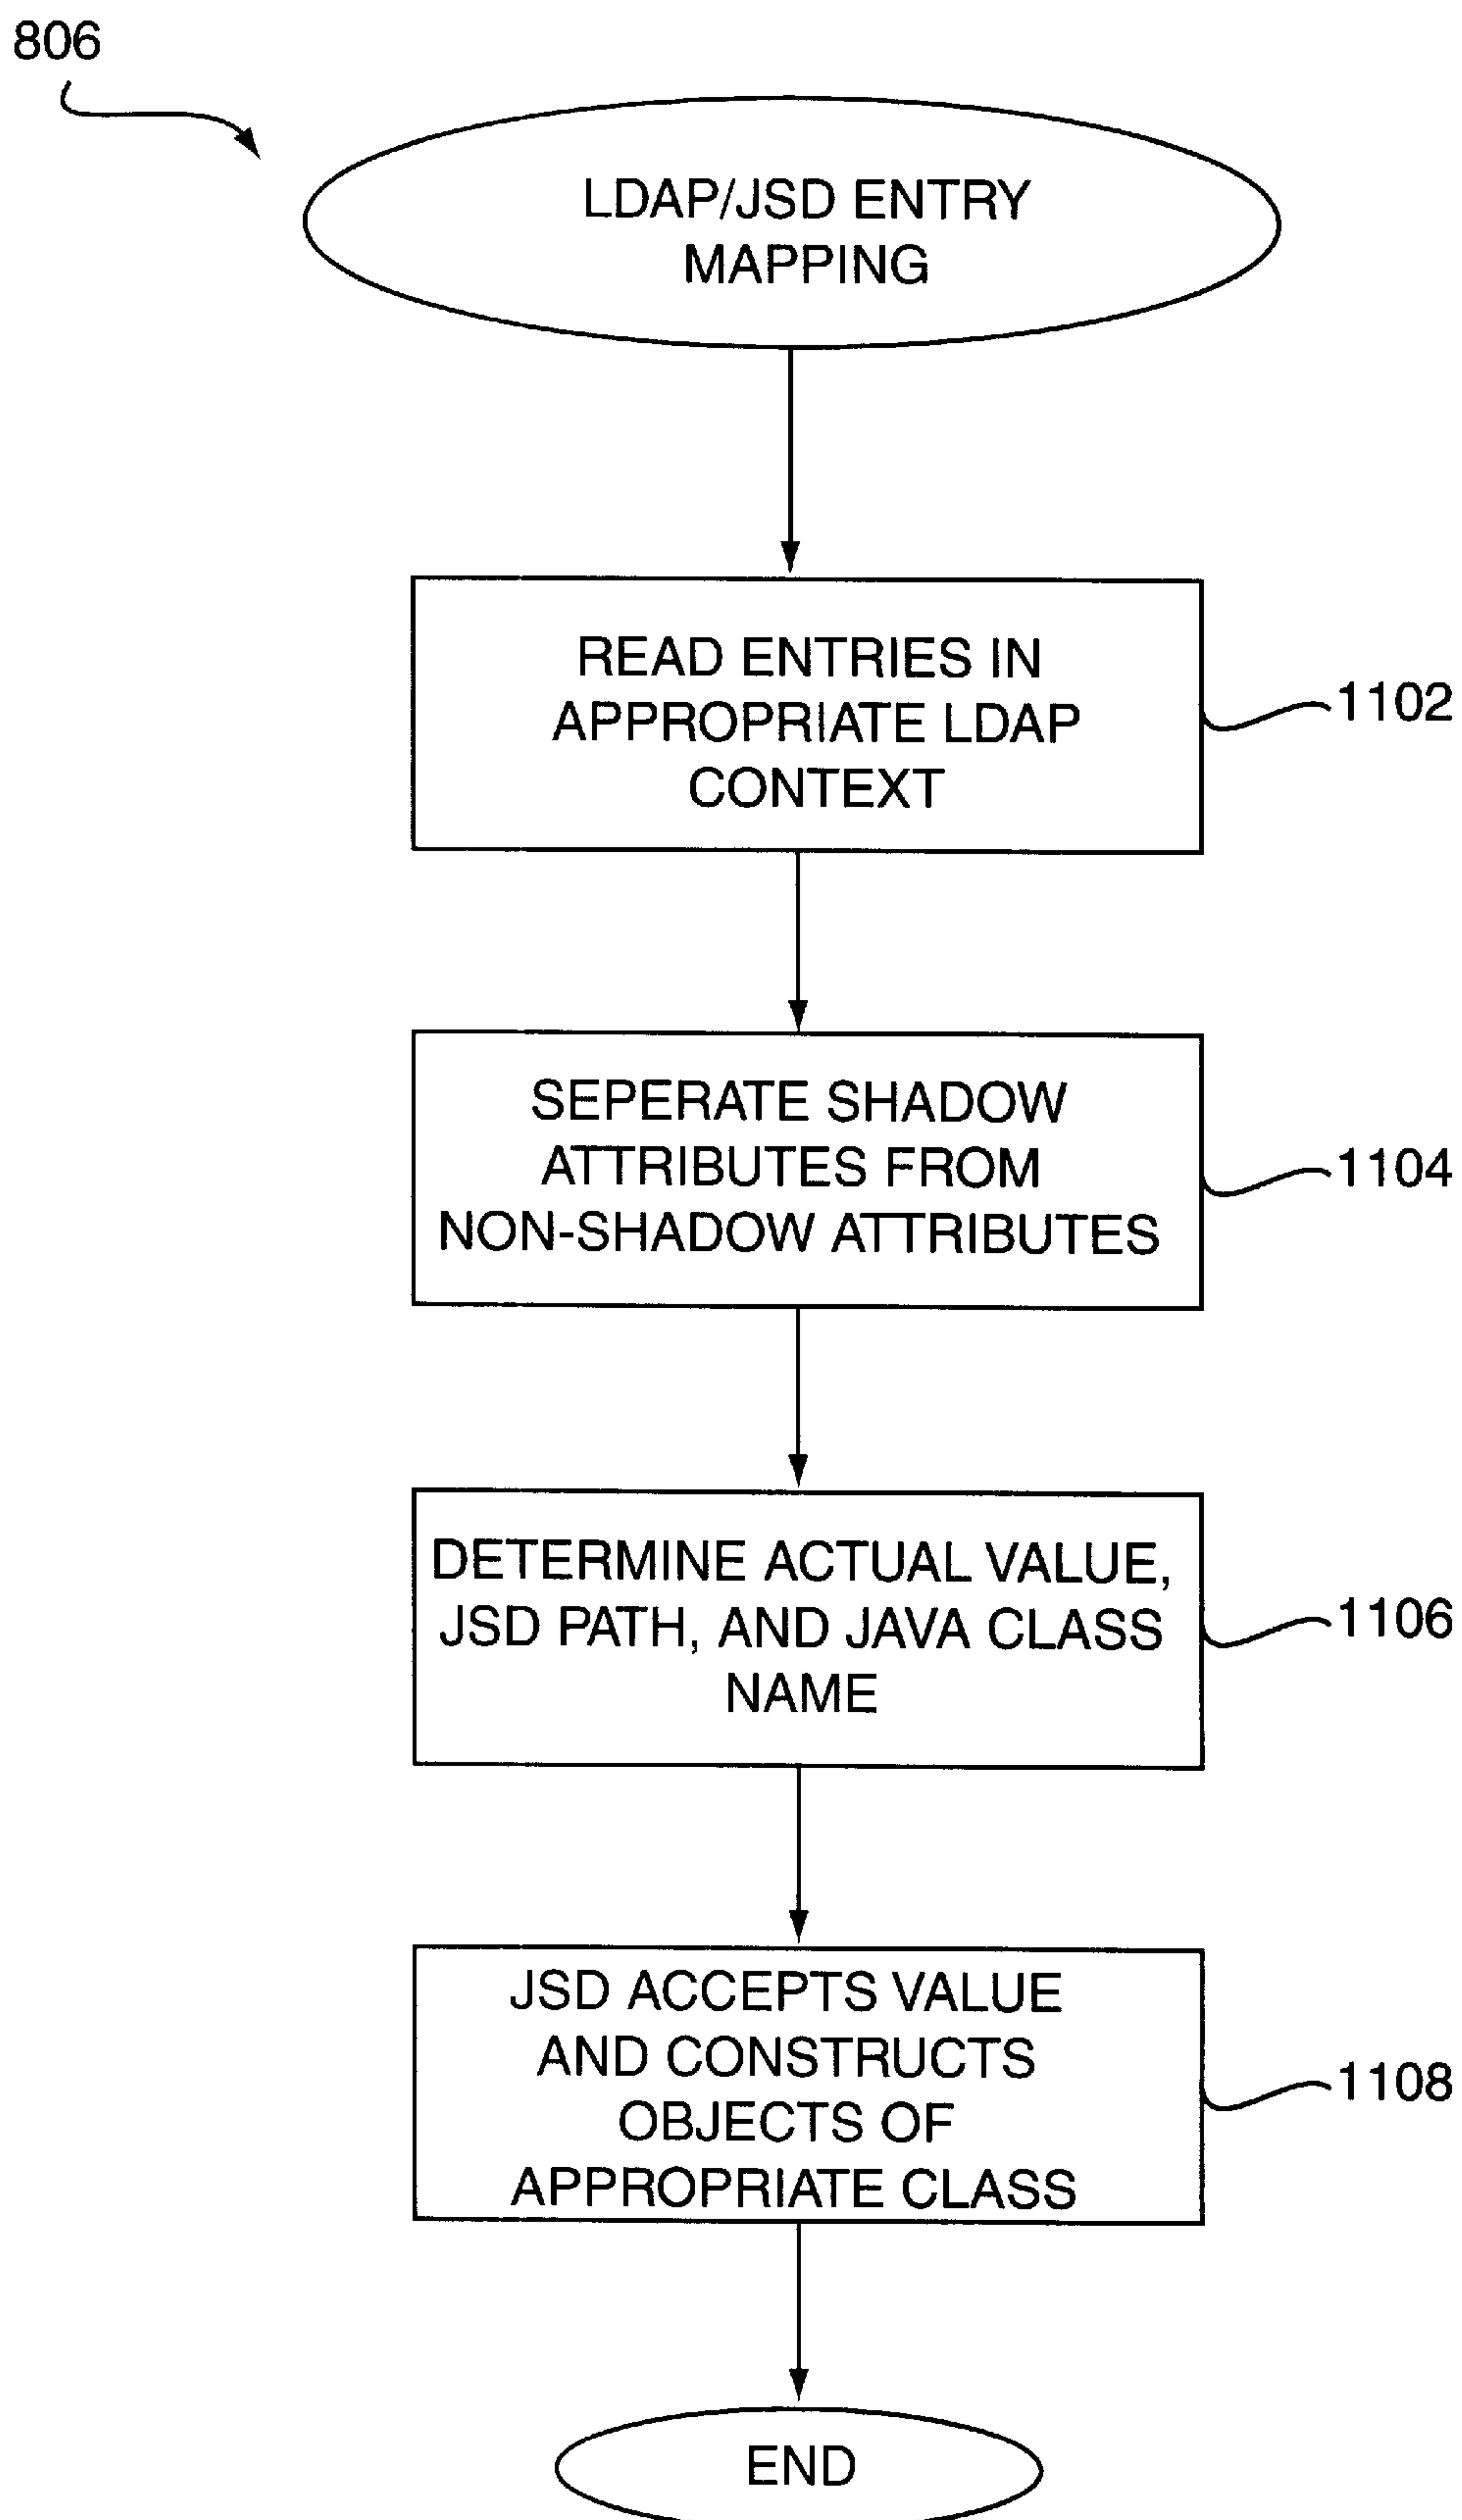 806
LDAP/JSD ENTRY
MAPPING
READ ENTRIES IN
APPROPRIATE LDAP
CONTEXT
1102
SEPERATE SHADOW
ATTRIBUTES FROM
NON-SHADOW ATTRIBUTES
1104
DETERMINE ACTUAL VALUE,
JSD PATH, AND JAVA CLASS
NAME
1106
JSD ACCEPTS VALUE
AND CONSTRUCTS
OBJECTS OF
APPROPRIATE CLASS
1108
END